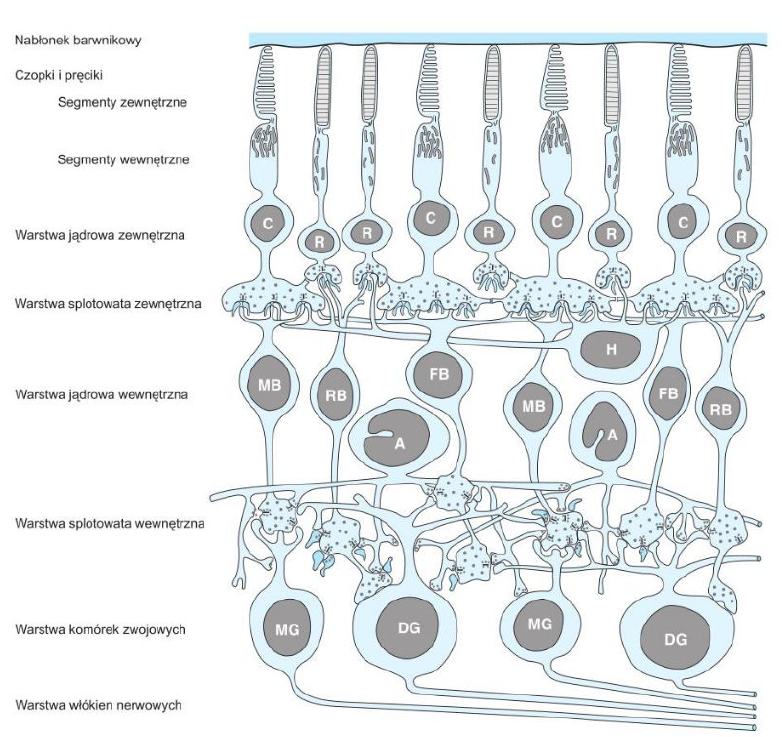 Nabłonek barwnikowy
Czopki i pręciki
Segmenty zewnętrzne
Segmenty wewnętrzne
C R R C R C R C R
Warstwa jądrowa zewnętrzna
Warstwa splotowata zewnętrzna
H
Warstwa jądrowa wewnętrzna
MB RB FB MB FB RB
A A
Warstwa splotowata wewnętrzna
Warstwa komórek zwojowych
MG DG MG DG
Warstwa włókien nerwowych